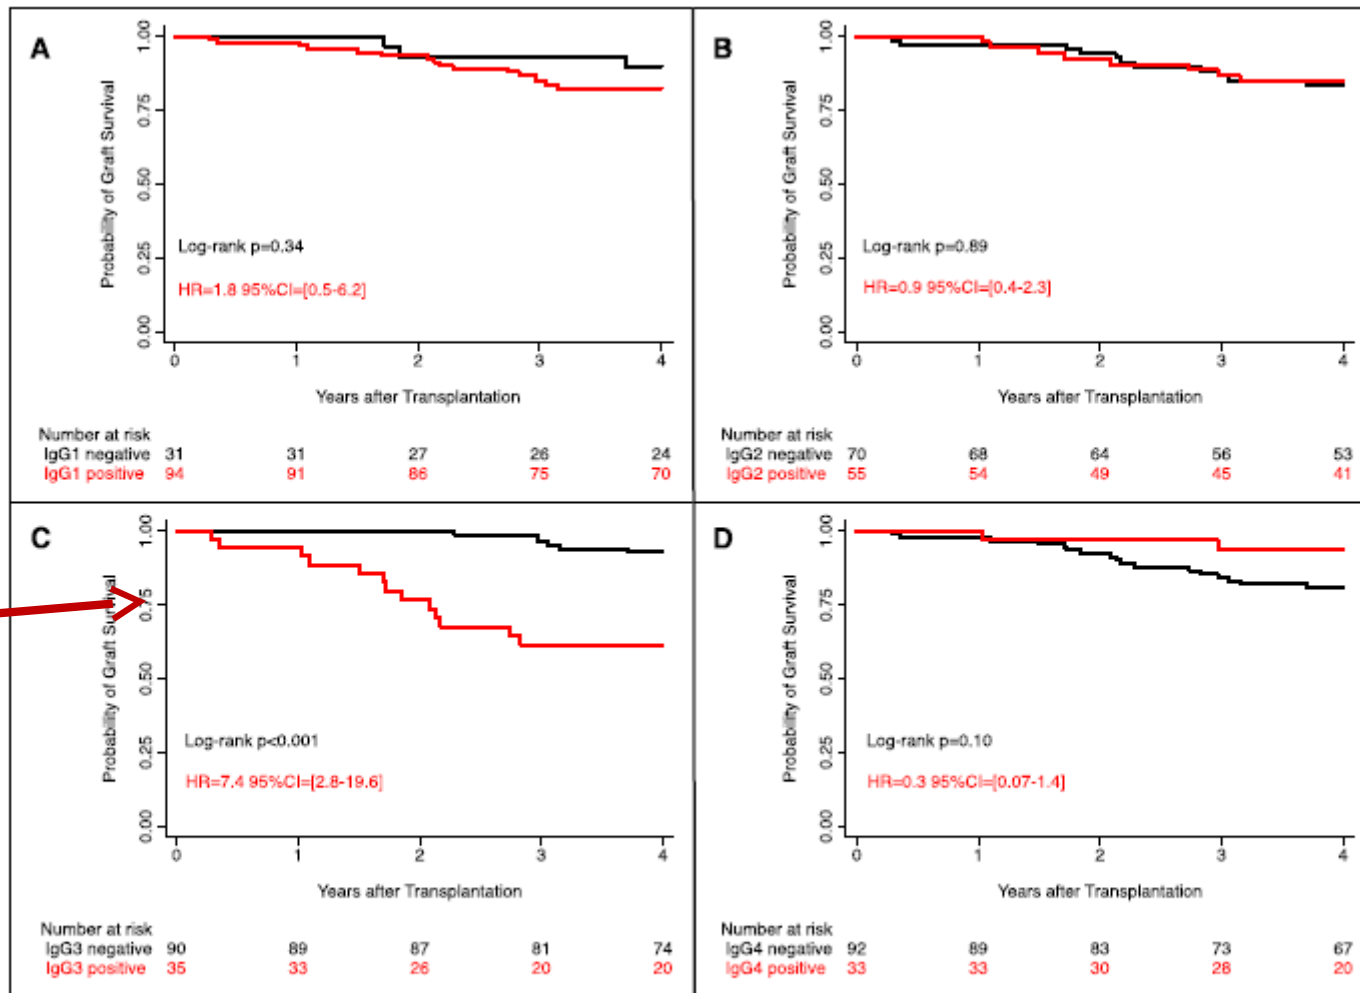 A
Probability of Graft Survival
1.00
0.75
0.50
0.25
0.00
Log-rank p=0.34
HR=1.8 95%CI=[0.5-6.2]
0 1 2 3 4
Years after Transplantation
Number at risk
IgG1 negative 31 31 27 26 24
IgG1 positive 94 91 86 75 70
B
Probability of Graft Survival
1.00
0.75
0.50
0.25
0.00
Log-rank p=0.89
HR=0.9 95%CI=[0.4-2.3]
0 1 2 3 4
Years after Transplantation
Number at risk
IgG2 negative 70 68 64 56 53
IgG2 positive 55 54 49 45 41
C
Probability of Graft Survival
1.00
0.75
0.50
0.25
0.00
Log-rank p<0.001
HR=7.4 95%CI=[2.8-19.6]
0 1 2 3 4
Years after Transplantation
Number at risk
IgG3 negative 90 89 87 81 74
IgG3 positive 35 33 26 20 20
D
Probability of Graft Survival
1.00
0.75
0.50
0.25
0.00
Log-rank p=0.10
HR=0.3 95%CI=[0.07-1.4]
0 1 2 3 4
Years after Transplantation
Number at risk
IgG4 negative 92 89 83 73 67
IgG4 positive 33 33 30 28 20